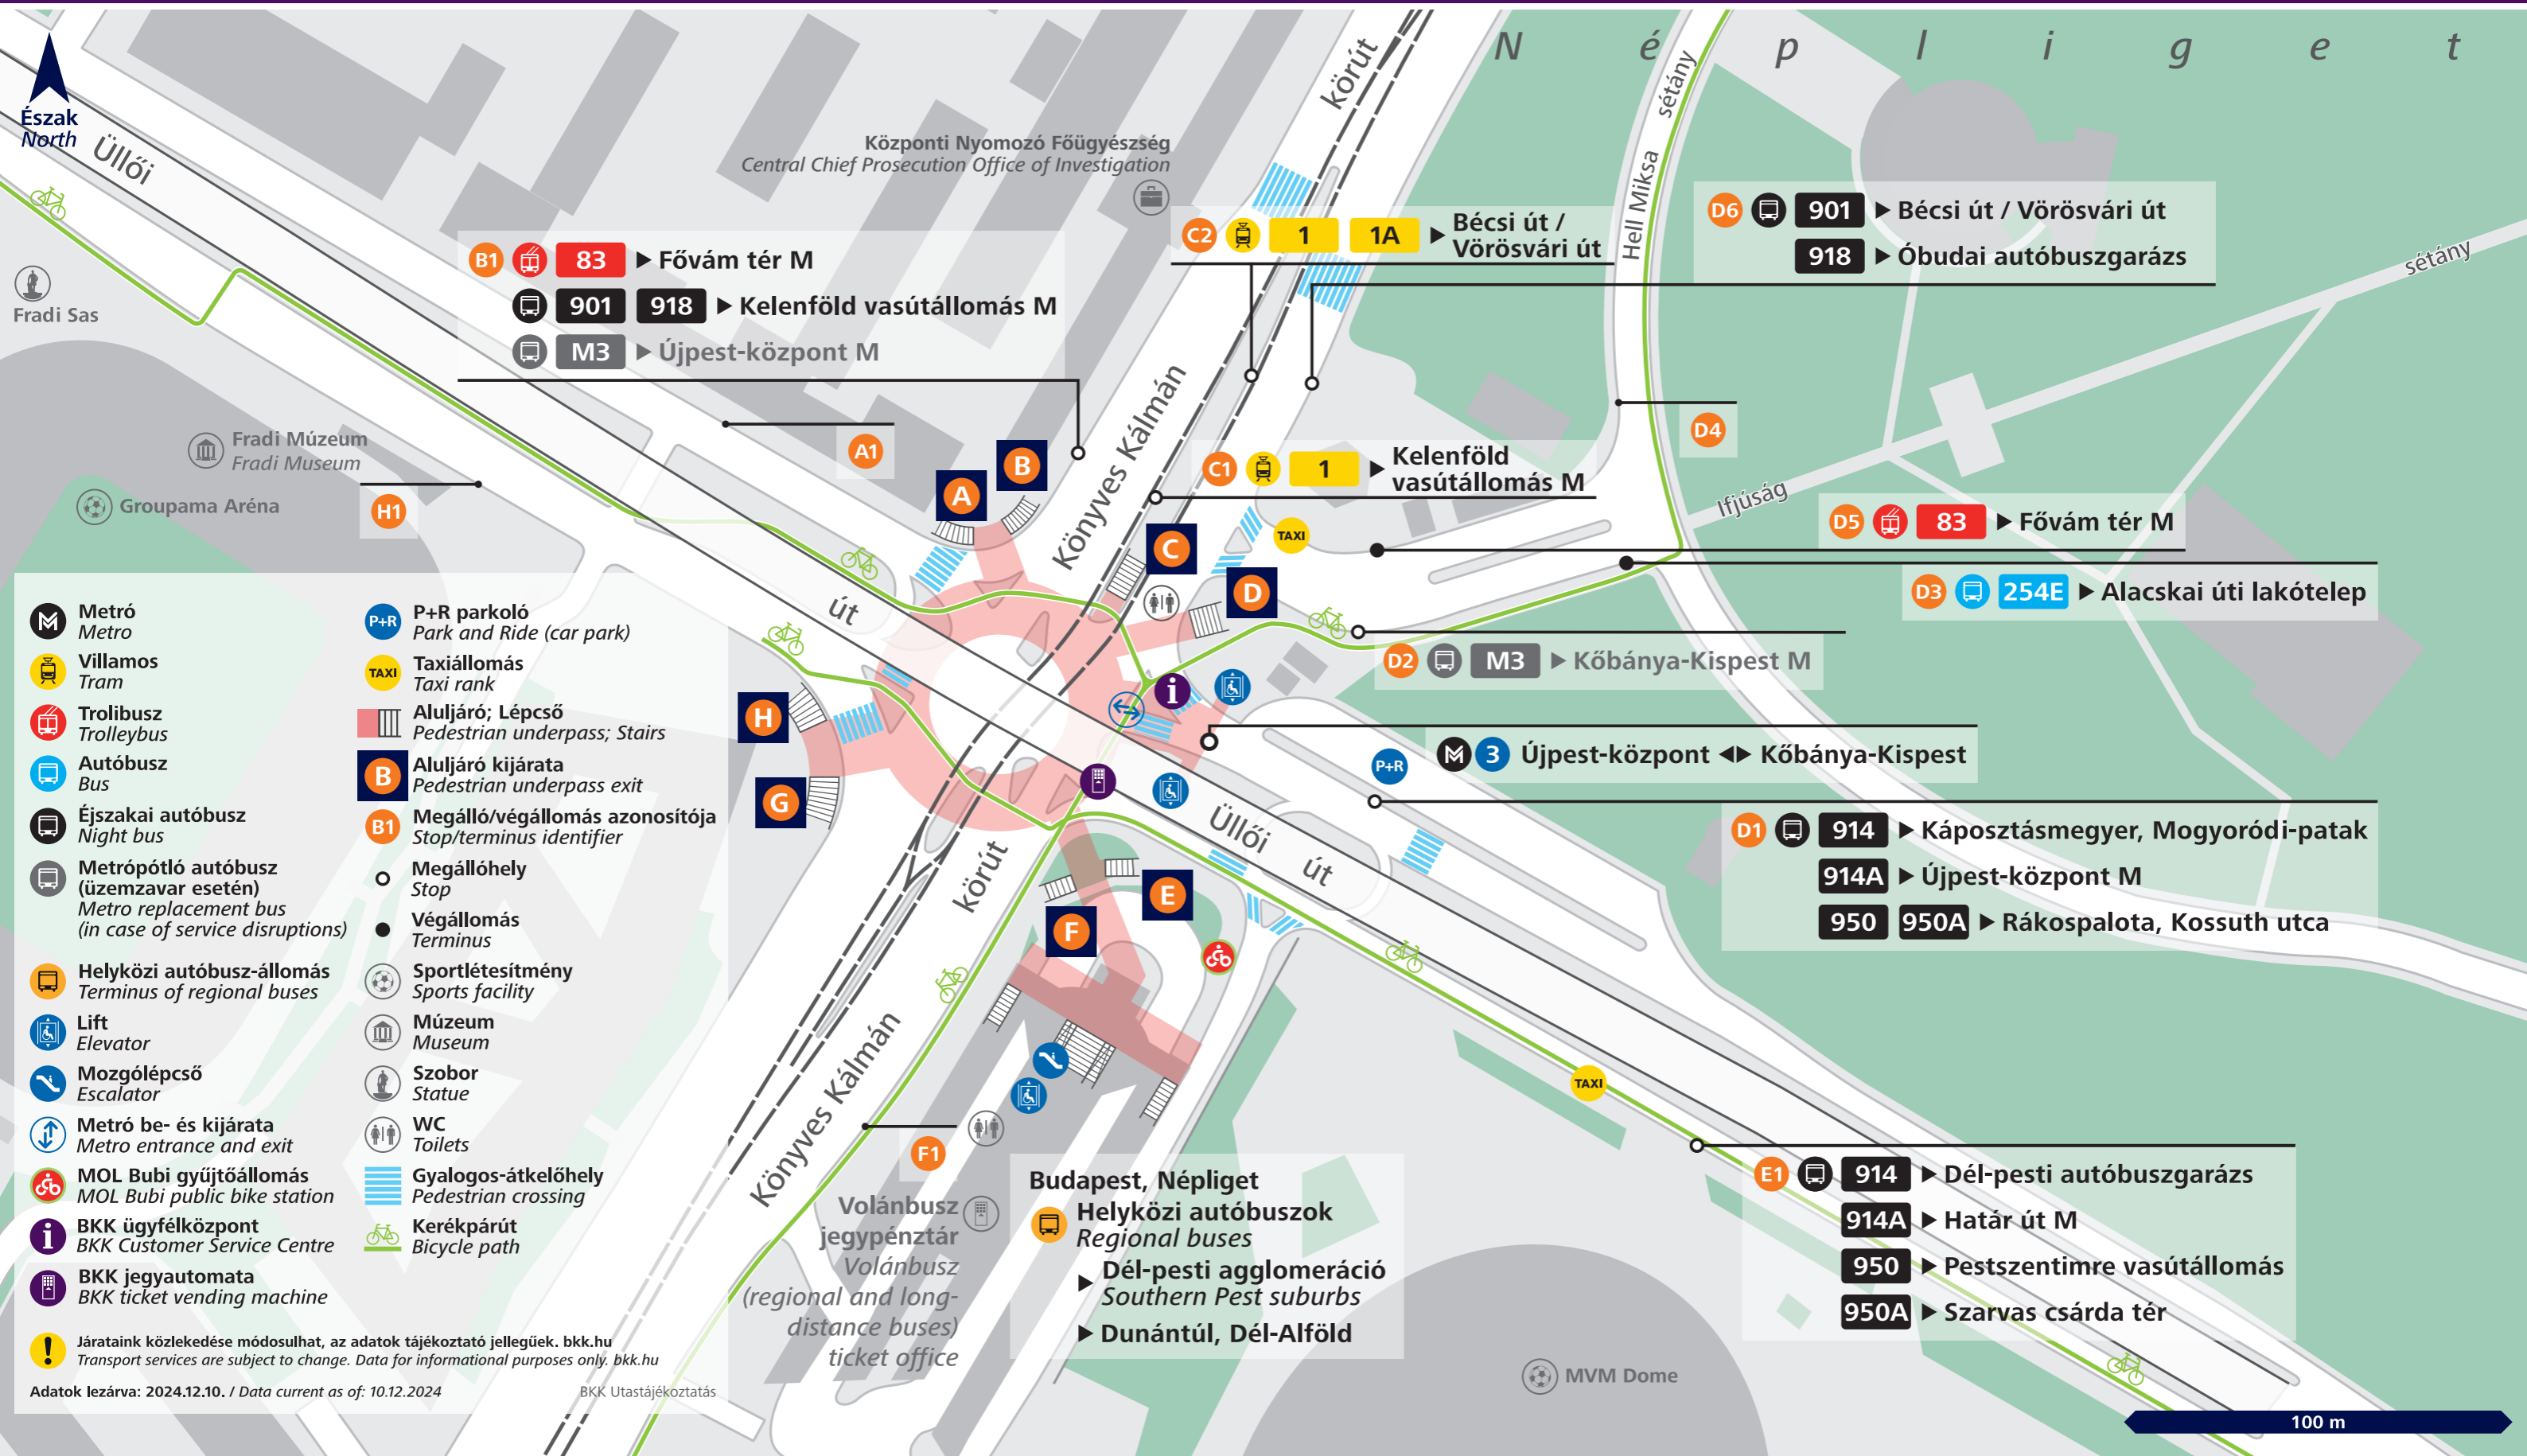 Észak
North
N é p l i g e t
Üllői
út
Üllői
út
Könyves Kálmán
körút
Könyves Kálmán
körút
Hell Miksa
sétány
Ifjúság
sétány
Központi Nyomozó Főügyészség
Central Chief Prosecution Office of Investigation
Fradi Sas
Fradi Múzeum
Fradi Museum
Groupama Aréna
B1 83 Fővám tér M
901 918 Kelenföld vasútállomás M
M3 Újpest-központ M
C2 1 1A Bécsi út /
Vörösvári út
D6 901 Bécsi út / Vörösvári út
918 Óbudai autóbuszgarázs
A1
H1
D4
C1 1 Kelenföld
vasútállomás M
D5 83 Fővám tér M
D3 254E Alacskai úti lakótelep
D2 M3 Kőbánya-Kispest M
M 3 Újpest-központ Kőbánya-Kispest
D1 914 Káposztásmegyer, Mogyoródi-patak
914A Újpest-központ M
950 950A Rákospalota, Kossuth utca
E1 914 Dél-pesti autóbuszgarázs
914A Határ út M
950 Pestszentimre vasútállomás
950A Szarvas csárda tér
A
B
C
D
E
F
G
H
TAXI
i
P+R
TAXI
F1
Volánbusz
jegypénztár
Volánbusz
(regional and long-
distance buses)
ticket office
Budapest, Népliget
Helyközi autóbuszok
Regional buses
Dél-pesti agglomeráció
Southern Pest suburbs
Dunántúl, Dél-Alföld
MVM Dome
100 m
M Metró
Metro
Villamos
Tram
Trolibusz
Trolleybus
Autóbusz
Bus
Éjszakai autóbusz
Night bus
Metrópótló autóbusz
(üzemzavar esetén)
Metro replacement bus
(in case of service disruptions)
Helyközi autóbusz-állomás
Terminus of regional buses
Lift
Elevator
Mozgólépcső
Escalator
Metró be- és kijárata
Metro entrance and exit
MOL Bubi gyűjtőállomás
MOL Bubi public bike station
i BKK ügyfélközpont
BKK Customer Service Centre
BKK jegyautomata
BKK ticket vending machine
P+R P+R parkoló
Park and Ride (car park)
TAXI Taxiállomás
Taxi rank
Aluljáró; Lépcső
Pedestrian underpass; Stairs
B Aluljáró kijárata
Pedestrian underpass exit
B1 Megálló/végállomás azonosítója
Stop/terminus identifier
Megállóhely
Stop
Végállomás
Terminus
Sportlétesítmény
Sports facility
Múzeum
Museum
Szobor
Statue
WC
Toilets
Gyalogos-átkelőhely
Pedestrian crossing
Kerékpárút
Bicycle path
! Járataink közlekedése módosulhat, az adatok tájékoztató jellegűek. bkk.hu
Transport services are subject to change. Data for informational purposes only. bkk.hu
Adatok lezárva: 2024.12.10. / Data current as of: 10.12.2024
BKK Utastájékoztatás